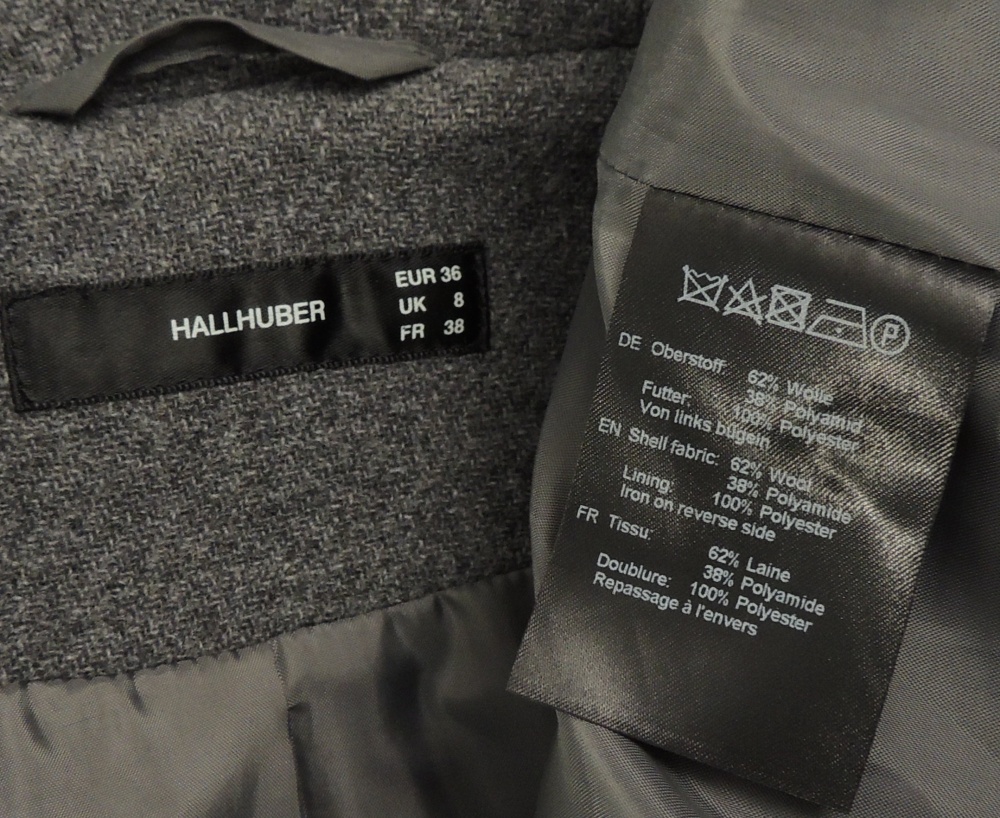 HALLHUBER
EUR 36
UK 8
FR 38
P
DE Oberstoff: 62% Wolle
38% Polyamid
Futter: 100% Polyester
Von links bügeln
EN Shell fabric: 62% Wool
38% Polyamide
Lining: 100% Polyester
Iron on reverse side
FR Tissu:
62% Laine
38% Polyamide
Doublure: 100% Polyester
Repassage à l'envers